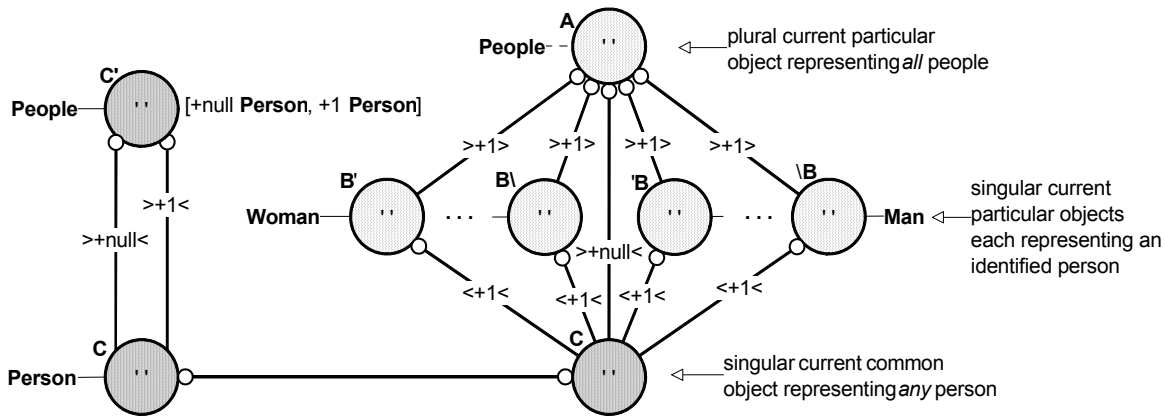 A
People
' '
plural current particular
object representing all people
C'
People
' '
[+null Person, +1 Person]
>+1>
>+1>
>+1>
>+1>
B'
B\
'B
\B
Woman
' '
. . .
' '
' '
. . .
' '
Man
singular current
particular objects
each representing an
identified person
>+1<
>+null<
>+null<
<+1<
<+1<
<+1<
<+1<
C
Person
' '
C
' '
singular current common
object representing any person